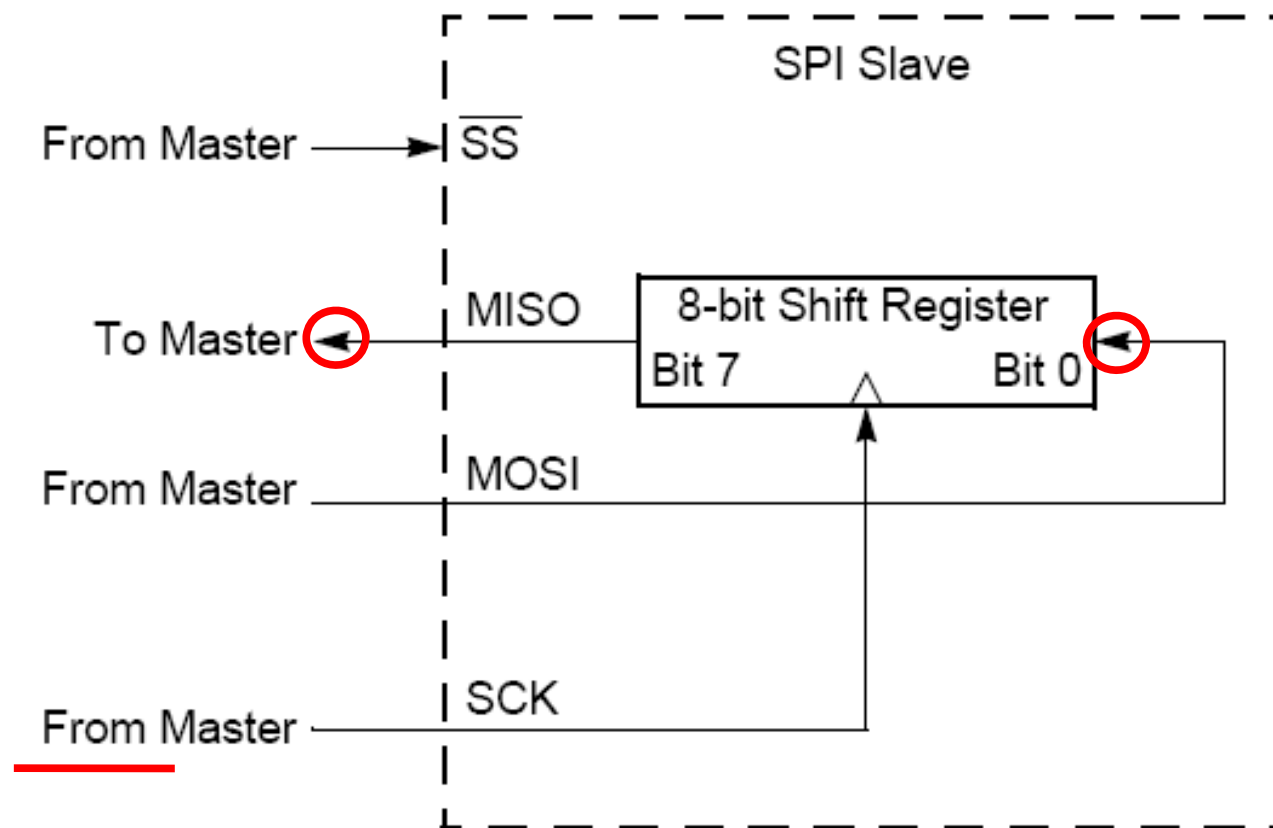 SPI Slave
From Master
S̅S̅
MISO
8-bit Shift Register
To Master
Bit 7
Bit 0
MOSI
From Master
SCK
From Master